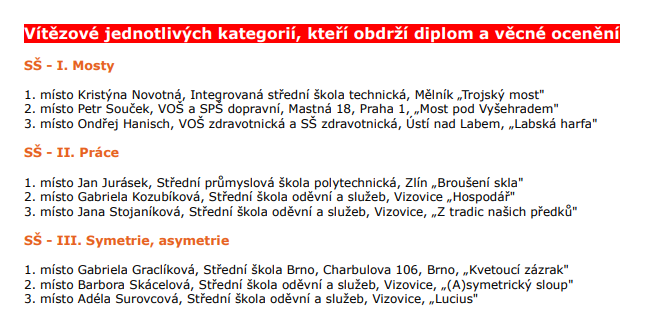 Vítězové jednotlivých kategorií, kteří obdrží diplom a věcné ocenění
SŠ - I. Mosty
1. místo Kristýna Novotná, Integrovaná střední škola technická, Mělník „Trojský most"
2. místo Petr Souček, VOŠ a SPŠ dopravní, Mastná 18, Praha 1, „Most pod Vyšehradem"
3. místo Ondřej Hanisch, VOŠ zdravotnická a SŠ zdravotnická, Ústí nad Labem, „Labská harfa"
SŠ - II. Práce
1. místo Jan Jurásek, Střední průmyslová škola polytechnická, Zlín „Broušení skla"
2. místo Gabriela Kozubíková, Střední škola oděvní a služeb, Vizovice „Hospodář"
3. místo Jana Stojaníková, Střední škola oděvní a služeb, Vizovice, „Z tradic našich předků"
SŠ - III. Symetrie, asymetrie
1. místo Gabriela Graclíková, Střední škola Brno, Charbulova 106, Brno, „Kvetoucí zázrak"
2. místo Barbora Skácelová, Střední škola oděvní a služeb, Vizovice, „(A)symetrický sloup"
3. místo Adéla Surovcová, Střední škola oděvní a služeb, Vizovice, „Lucius"